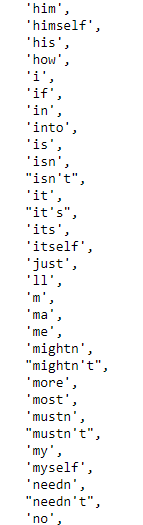 'him',
'himself',
'his',
'how',
'i',
'if',
'in',
'into',
'is',
'isn',
"isn't",
'it',
"it's",
'its',
'itself',
'just',
'll',
'm',
'ma',
'me',
'mightn',
"mightn't",
'more',
'most',
'mustn',
"mustn't",
'my',
'myself',
'needn',
"needn't",
'no',